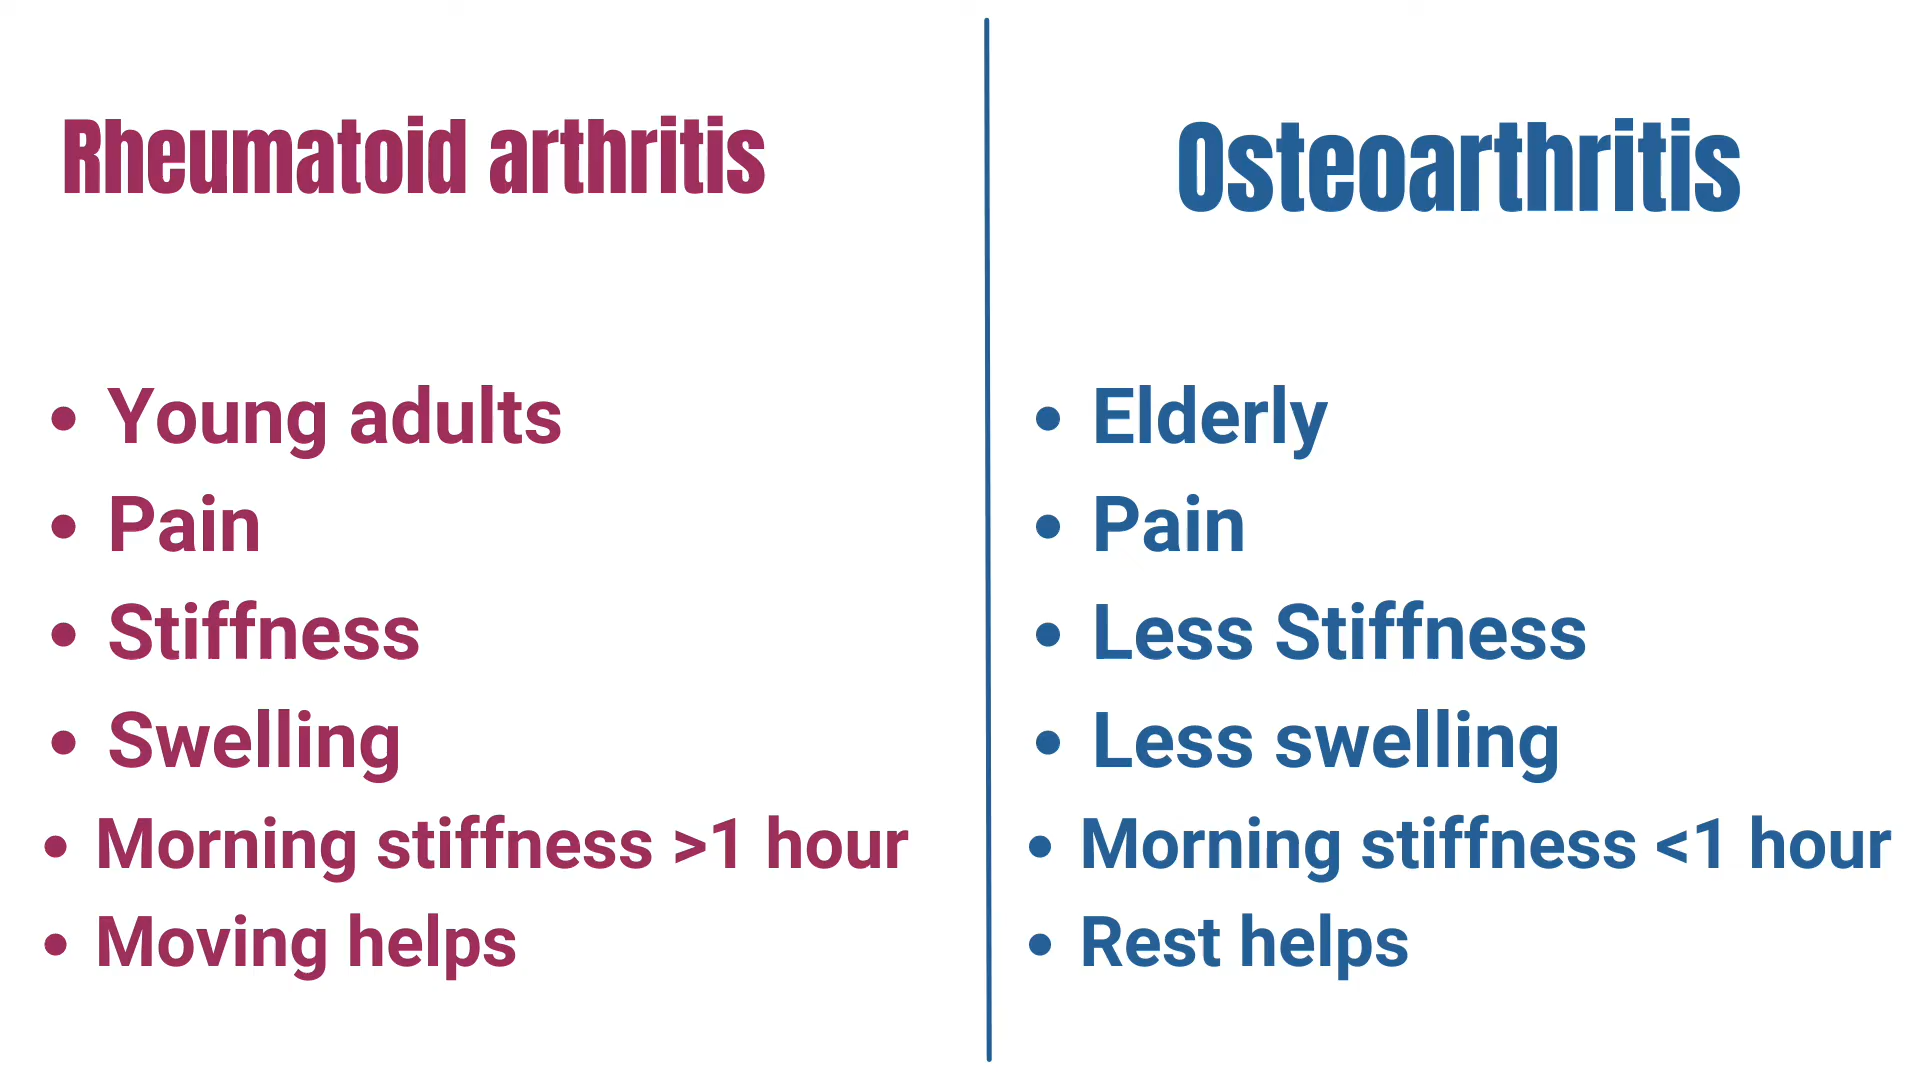 Rheumatoid arthritis
• Young adults
• Pain
• Stiffness
• Swelling
• Morning stiffness >1 hour
• Moving helps
Osteoarthritis
• Elderly
• Pain
• Less Stiffness
• Less swelling
• Morning stiffness <1 hour
• Rest helps